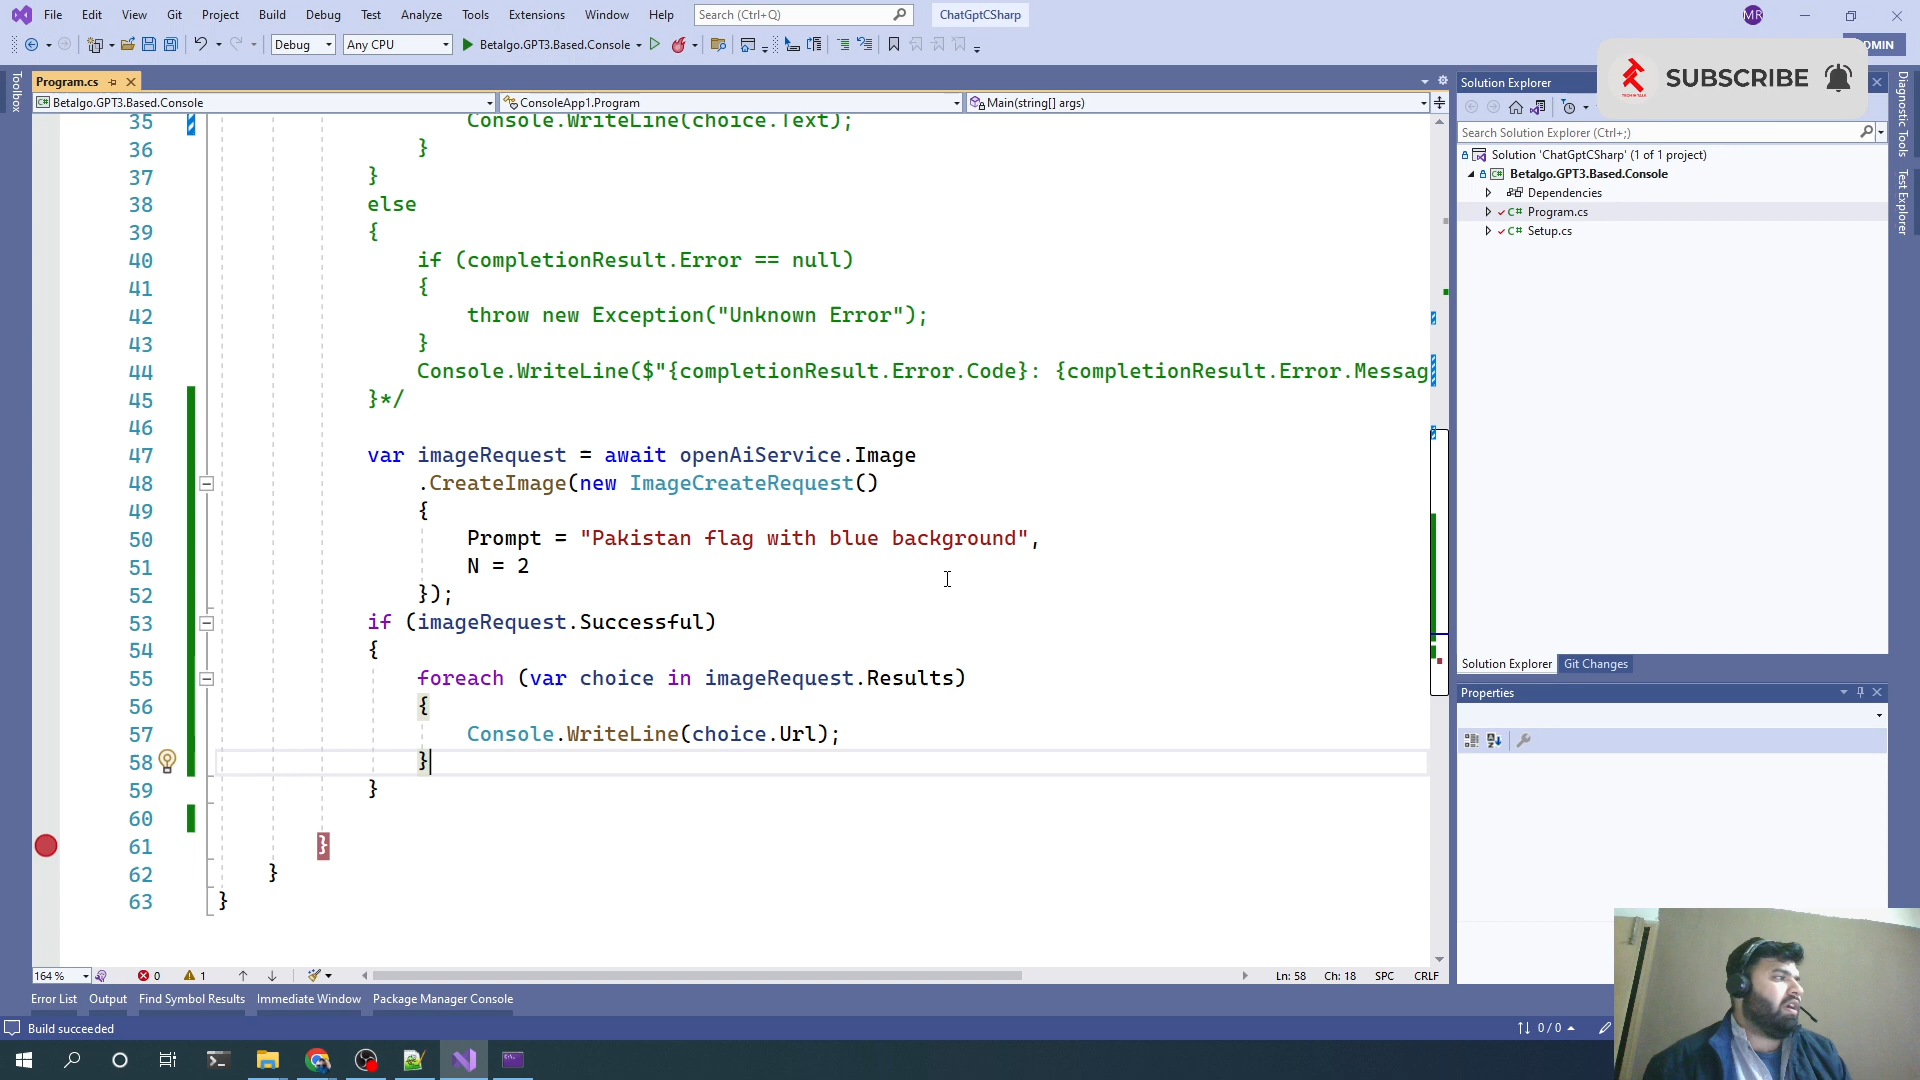 File Edit View Git Project Build Debug Test Analyze Tools Extensions Window Help Search (Ctrl+Q) ChatGptCSharp MR
Debug Any CPU Betalgo.GPT3.Based.Console
SUBSCRIBE
Program.cs
Betalgo.GPT3.Based.Console ConsoleApp1.Program Main(string[] args)
35 Console.WriteLine(choice.Text);
36 }
37 }
38 else
39 {
40 if (completionResult.Error == null)
41 {
42 throw new Exception("Unknown Error");
43 }
44 Console.WriteLine($"{completionResult.Error.Code}: {completionResult.Error.Messag
45 }*/
46
47 var imageRequest = await openAiService.Image
48 .CreateImage(new ImageCreateRequest()
49 {
50 Prompt = "Pakistan flag with blue background",
51 N = 2
52 });
53 if (imageRequest.Successful)
54 {
55 foreach (var choice in imageRequest.Results)
56 {
57 Console.WriteLine(choice.Url);
58 }
59 }
60
61 }
62 }
63 }
164 % 0 1 Ln: 58 Ch: 18 SPC CRLF
Error List Output Find Symbol Results Immediate Window Package Manager Console
Build succeeded 0 / 0
Toolbox
Solution Explorer
Search Solution Explorer (Ctrl+;)
Solution 'ChatGptCSharp' (1 of 1 project)
Betalgo.GPT3.Based.Console
Dependencies
C# Program.cs
C# Setup.cs
Solution Explorer Git Changes
Properties
Diagnostic Tools
Test Explorer